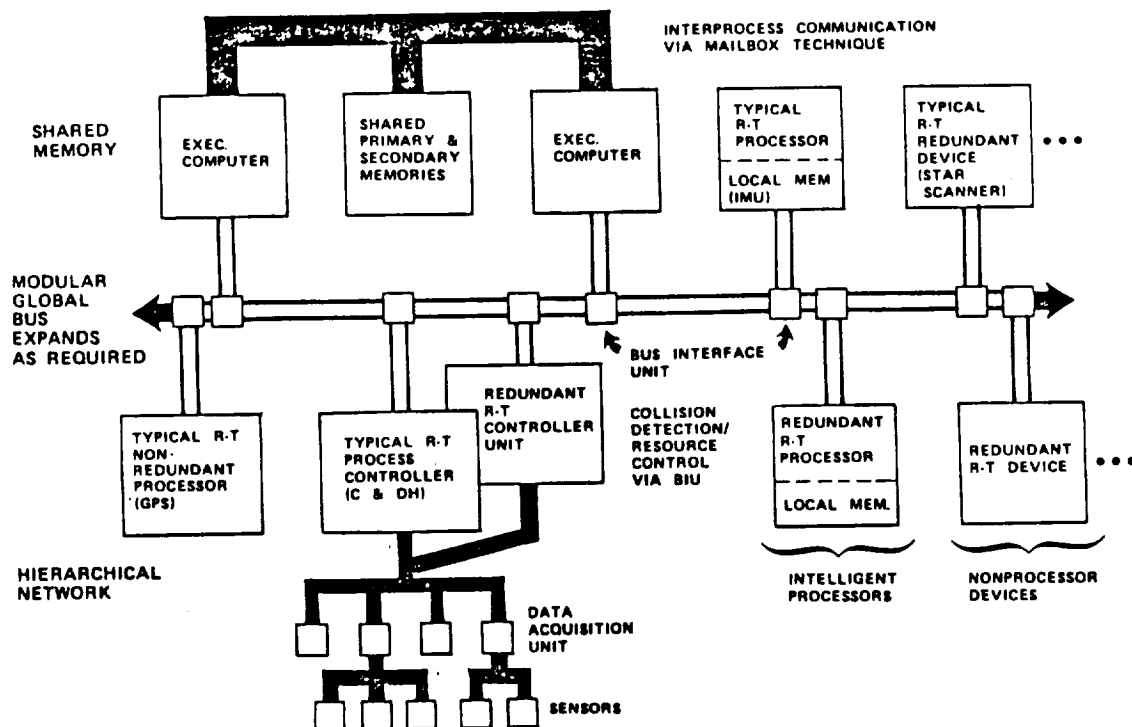 INTERPROCESS COMMUNICATION
VIA MAILBOX TECHNIQUE
SHARED
MEMORY
EXEC.
COMPUTER
SHARED
PRIMARY &
SECONDARY
MEMORIES
EXEC.
COMPUTER
TYPICAL
R-T
PROCESSOR
LOCAL MEM
(IMU)
TYPICAL
R-T
REDUNDANT
DEVICE
(STAR
SCANNER)
MODULAR
GLOBAL
BUS
EXPANDS
AS REQUIRED
BUS INTERFACE
UNIT
TYPICAL R-T
NON-
REDUNDANT
PROCESSOR
(GPS)
TYPICAL R-T
PROCESS
CONTROLLER
(C & DH)
REDUNDANT
R-T
CONTROLLER
UNIT
COLLISION
DETECTION/
RESOURCE
CONTROL
VIA BIU
REDUNDANT
R-T
PROCESSOR
LOCAL MEM.
REDUNDANT
R-T DEVICE
HIERARCHICAL
NETWORK
INTELLIGENT
PROCESSORS
NONPROCESSOR
DEVICES
DATA
ACQUISITION
UNIT
SENSORS